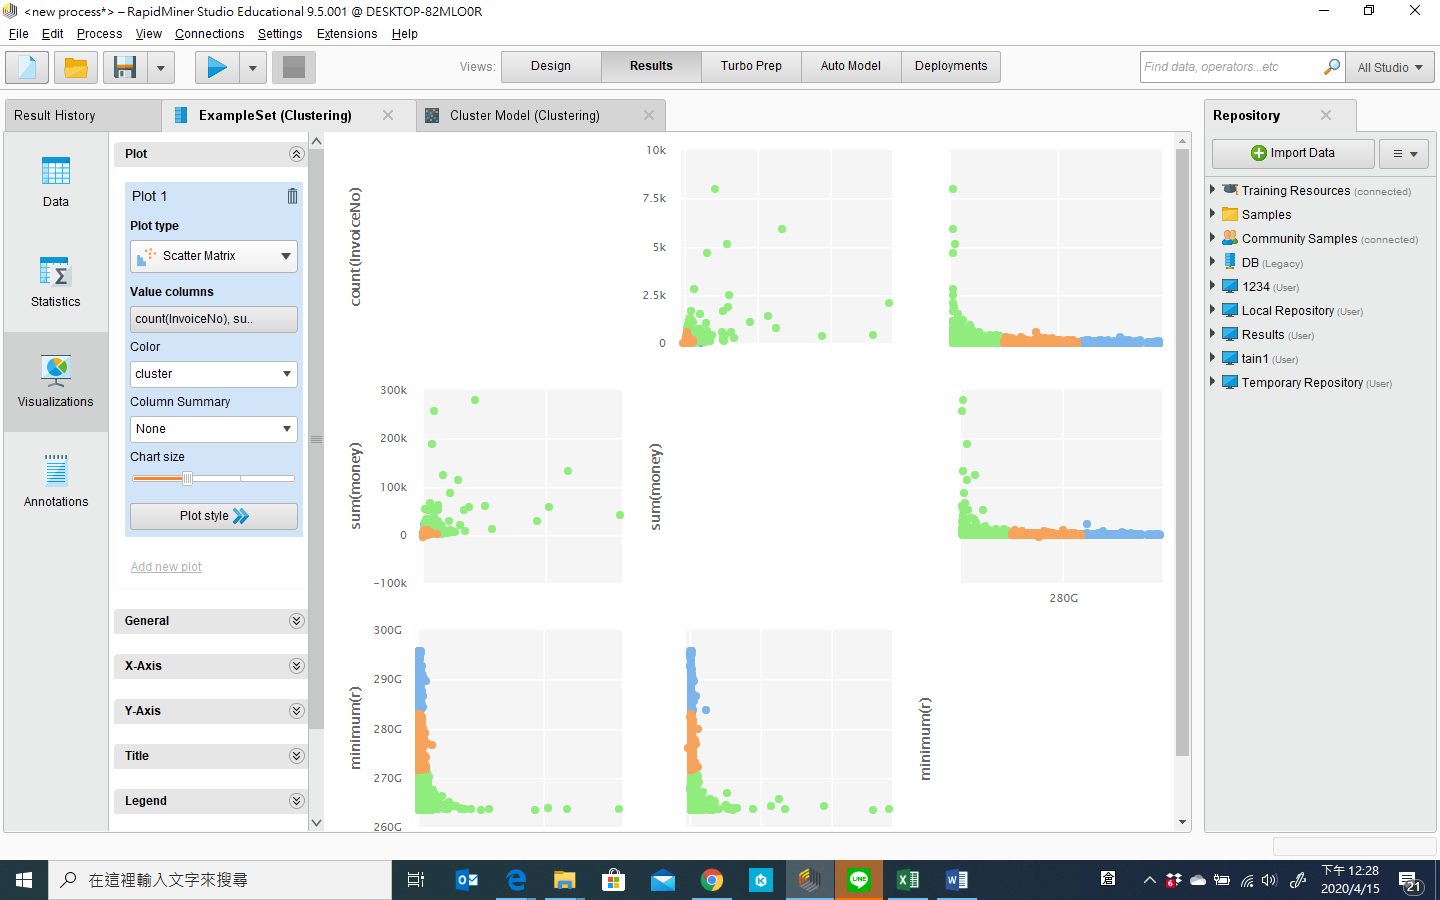 <new process*> – RapidMiner Studio Educational 9.5.001 @ DESKTOP-82MLO0R
File Edit Process View Connections Settings Extensions Help
Views: Design Results Turbo Prep Auto Model Deployments
Find data, operators...etc
All Studio
Result History
ExampleSet (Clustering)
Cluster Model (Clustering)
Repository
Data
Statistics
Visualizations
Annotations
Plot
Plot 1
Plot type
Scatter Matrix
Value columns
count(InvoiceNo), su..
Color
cluster
Column Summary
None
Chart size
Plot style
Add new plot
General
X-Axis
Y-Axis
Title
Legend
count(InvoiceNo)
10k
7.5k
5k
2.5k
0
sum(money)
300k
200k
100k
0
−100k
sum(money)
280G
minimum(r)
300G
290G
280G
270G
260G
minimum(r)
Import Data
Training Resources (connected)
Samples
Community Samples (connected)
DB (Legacy)
1234 (User)
Local Repository (User)
Results (User)
tain1 (User)
Temporary Repository (User)
在這裡輸入文字來搜尋
LINE
倉
6
下午 12:28
2020/4/15
21